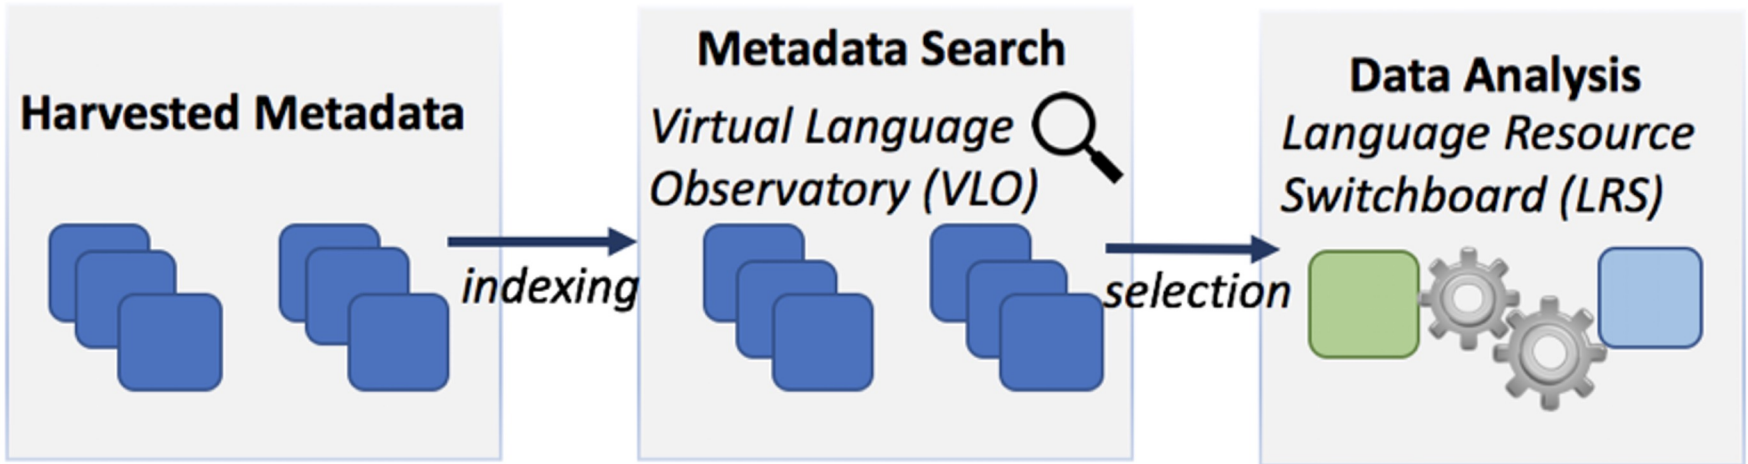 Harvested Metadata
indexing
Metadata Search
Virtual Language
Observatory (VLO)
selection
Data Analysis
Language Resource
Switchboard (LRS)